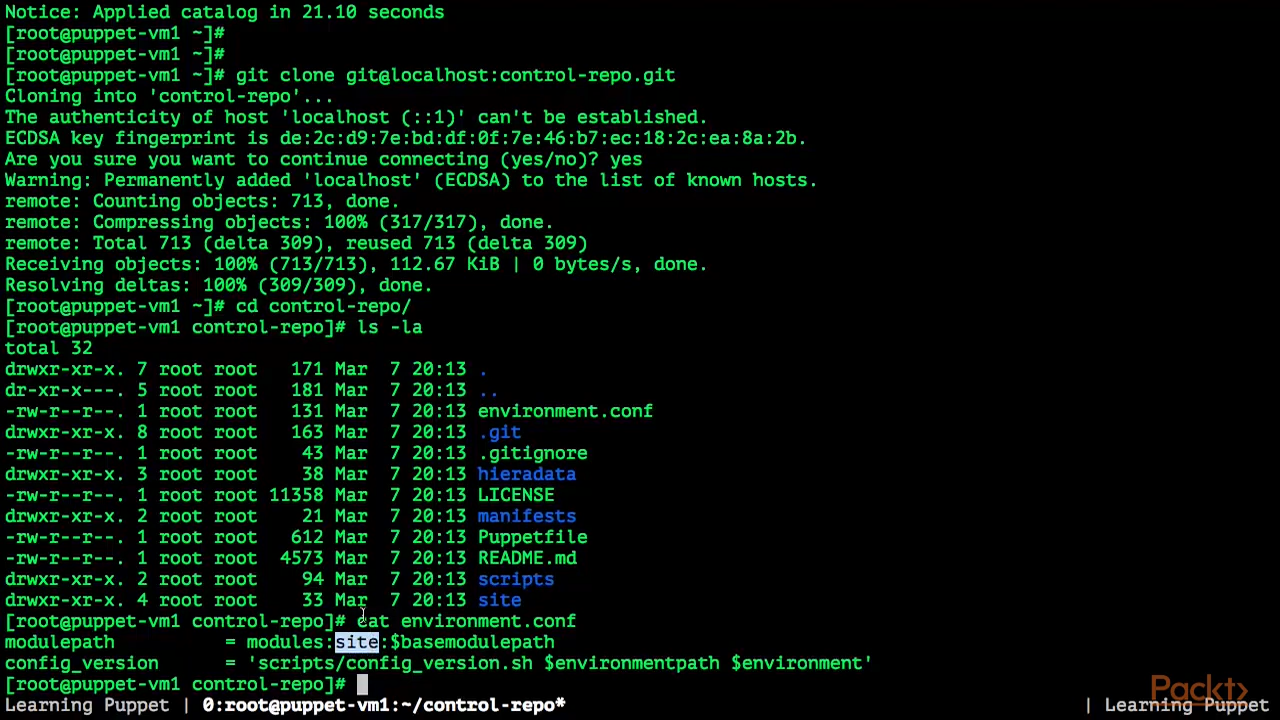 Notice: Applied catalog in 21.10 seconds
[root@puppet-vm1 ~]#
[root@puppet-vm1 ~]#
[root@puppet-vm1 ~]# git clone git@localhost:control-repo.git
Cloning into 'control-repo'...
The authenticity of host 'localhost (::1)' can't be established.
ECDSA key fingerprint is de:2c:d9:7e:bd:df:0f:7e:46:b7:ec:18:2c:ea:8a:2b.
Are you sure you want to continue connecting (yes/no)? yes
Warning: Permanently added 'localhost' (ECDSA) to the list of known hosts.
remote: Counting objects: 713, done.
remote: Compressing objects: 100% (317/317), done.
remote: Total 713 (delta 309), reused 713 (delta 309)
Receiving objects: 100% (713/713), 112.67 KiB | 0 bytes/s, done.
Resolving deltas: 100% (309/309), done.
[root@puppet-vm1 ~]# cd control-repo/
[root@puppet-vm1 control-repo]# ls -la
total 32
drwxr-xr-x. 7 root root   171 Mar  7 20:13 .
dr-xr-x---. 5 root root   181 Mar  7 20:13 ..
-rw-r--r--. 1 root root   131 Mar  7 20:13 environment.conf
drwxr-xr-x. 8 root root   163 Mar  7 20:13 .git
-rw-r--r--. 1 root root    43 Mar  7 20:13 .gitignore
drwxr-xr-x. 3 root root    38 Mar  7 20:13 hieradata
-rw-r--r--. 1 root root 11358 Mar  7 20:13 LICENSE
drwxr-xr-x. 2 root root    21 Mar  7 20:13 manifests
-rw-r--r--. 1 root root   612 Mar  7 20:13 Puppetfile
-rw-r--r--. 1 root root  4573 Mar  7 20:13 README.md
drwxr-xr-x. 2 root root    94 Mar  7 20:13 scripts
drwxr-xr-x. 4 root root    33 Mar  7 20:13 site
[root@puppet-vm1 control-repo]# cat environment.conf
modulepath          = modules:site:$basemodulepath
config_version      = 'scripts/config_version.sh $environmentpath $environment'
[root@puppet-vm1 control-repo]#
Packt>
Learning Puppet | 0:root@puppet-vm1:~/control-repo* | Learning Puppet